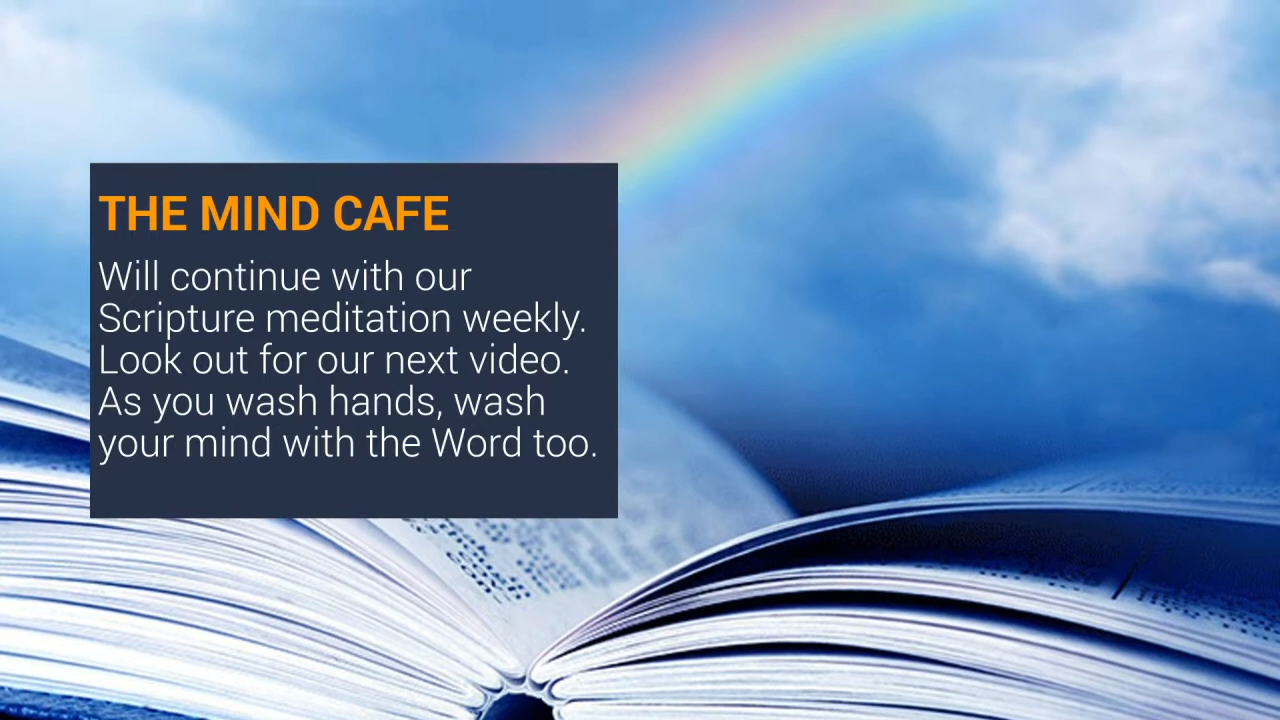 THE MIND CAFE
Will continue with our
Scripture meditation weekly.
Look out for our next video.
As you wash hands, wash
your mind with the Word too.